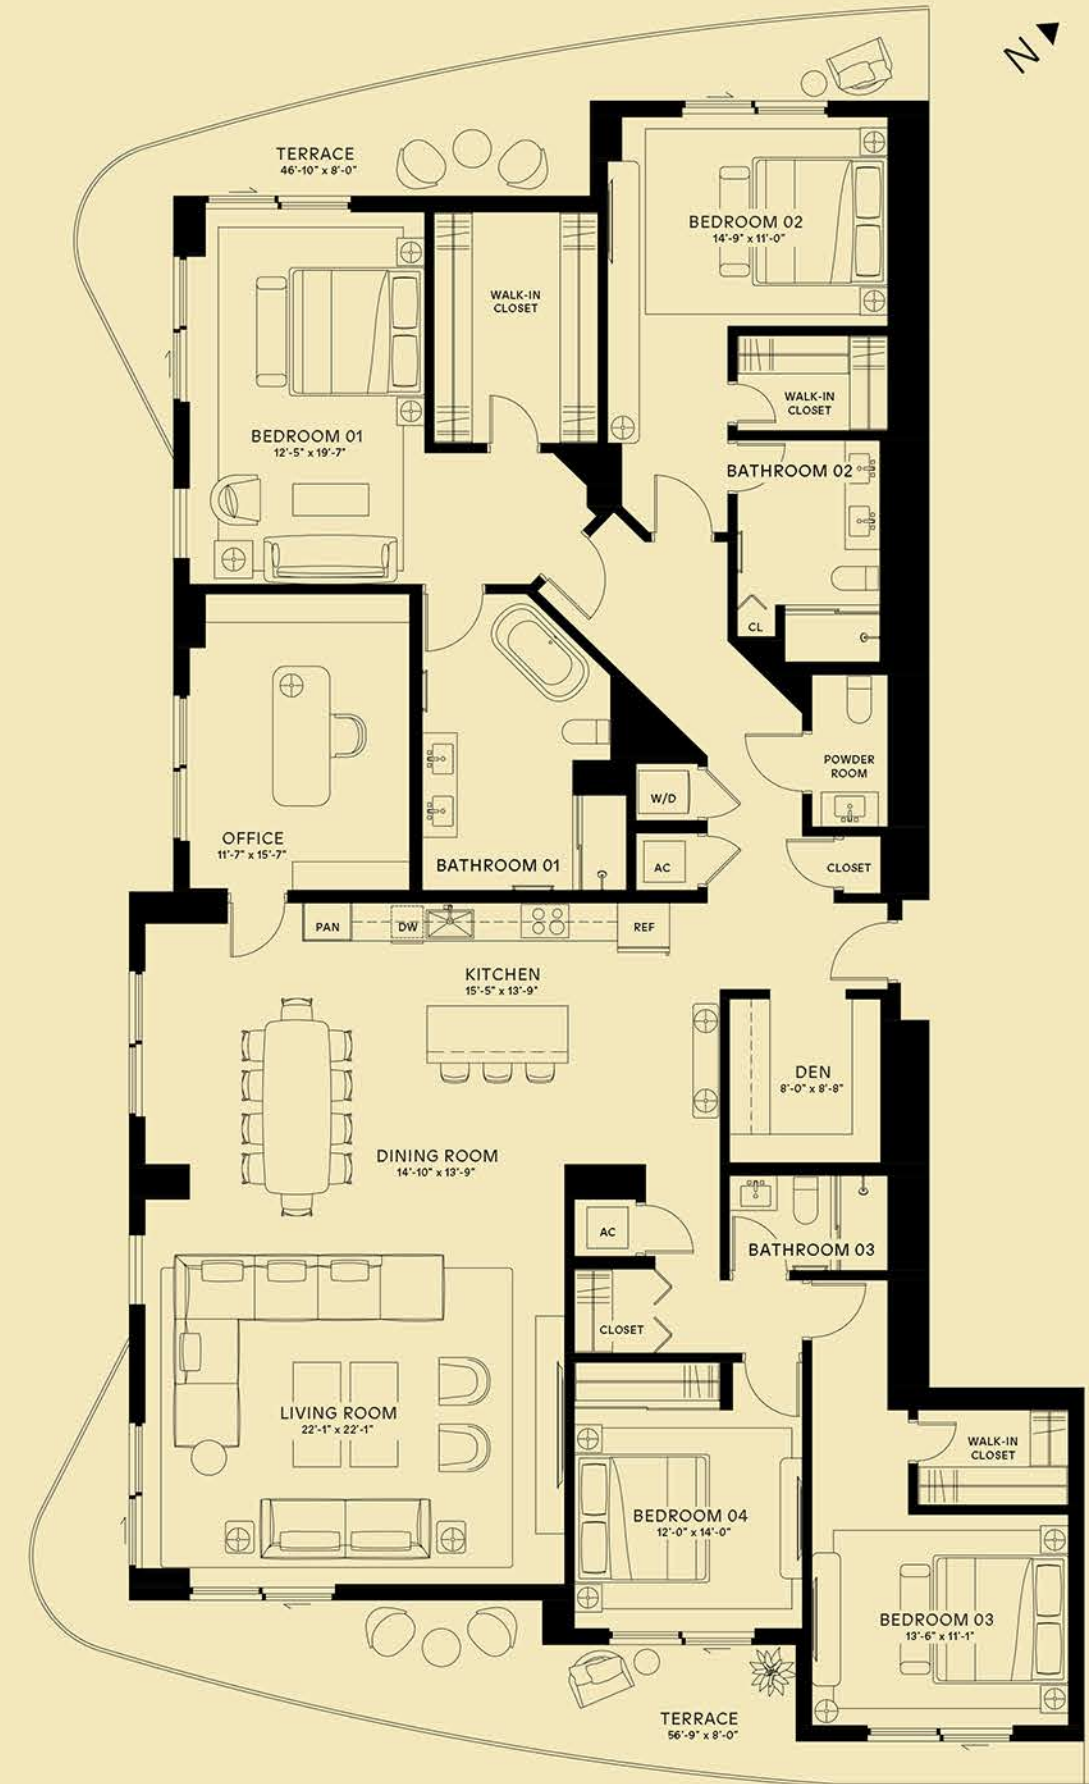 N
TERRACE
46'-10" x 8'-0"
BEDROOM 02
14'-9" x 11'-0"
WALK-IN
CLOSET
WALK-IN
CLOSET
BEDROOM 01
12'-5" x 19'-7"
BATHROOM 02
CL
POWDER
ROOM
W/D
OFFICE
11'-7" x 15'-7"
BATHROOM 01
AC
CLOSET
PAN
DW
REF
KITCHEN
15'-5" x 13'-9"
DEN
8'-0" x 8'-8"
DINING ROOM
14'-10" x 13'-9"
AC
BATHROOM 03
CLOSET
LIVING ROOM
22'-1" x 22'-1"
WALK-IN
CLOSET
BEDROOM 04
12'-0" x 14'-0"
BEDROOM 03
13'-6" x 11'-1"
TERRACE
56'-9" x 8'-0"